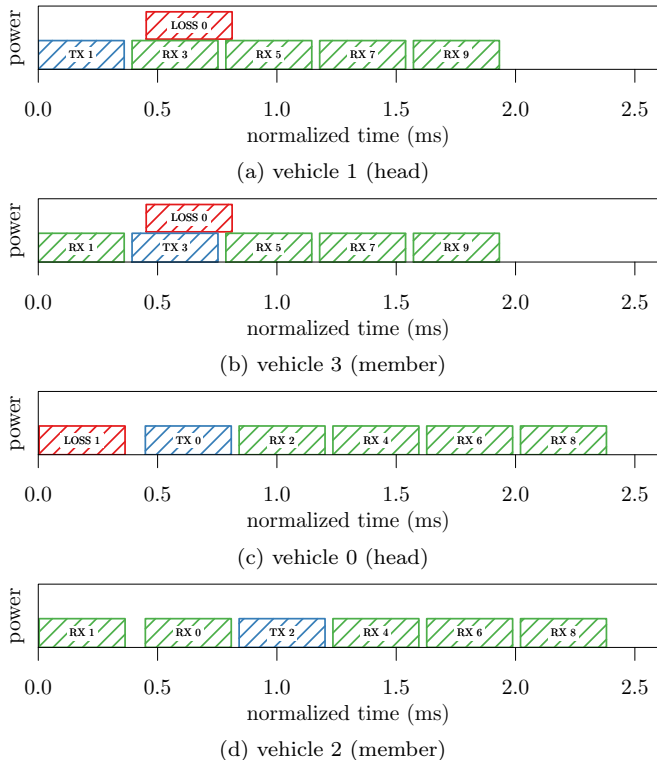 power
LOSS 0
TX 1 RX 3 RX 5 RX 7 RX 9
0.0 0.5 1.0 1.5 2.0 2.5
normalized time (ms)
(a) vehicle 1 (head)
power
LOSS 0
RX 1 TX 3 RX 5 RX 7 RX 9
0.0 0.5 1.0 1.5 2.0 2.5
normalized time (ms)
(b) vehicle 3 (member)
power
LOSS 1 TX 0 RX 2 RX 4 RX 6 RX 8
0.0 0.5 1.0 1.5 2.0 2.5
normalized time (ms)
(c) vehicle 0 (head)
power
RX 1 RX 0 TX 2 RX 4 RX 6 RX 8
0.0 0.5 1.0 1.5 2.0 2.5
normalized time (ms)
(d) vehicle 2 (member)